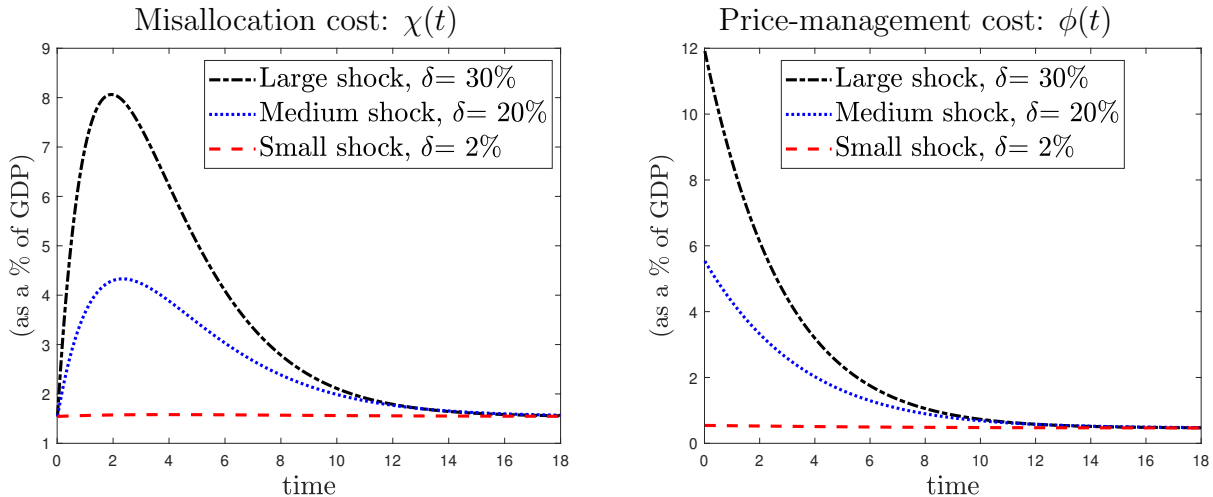 Misallocation cost: χ(t)
9
8
7
6
5
4
3
2
1
(as a % of GDP)
Large shock, δ= 30%
Medium shock, δ= 20%
Small shock, δ= 2%
0 2 4 6 8 10 12 14 16 18
time
Price-management cost: ϕ(t)
12
10
8
6
4
2
0
(as a % of GDP)
Large shock, δ= 30%
Medium shock, δ= 20%
Small shock, δ= 2%
0 2 4 6 8 10 12 14 16 18
time